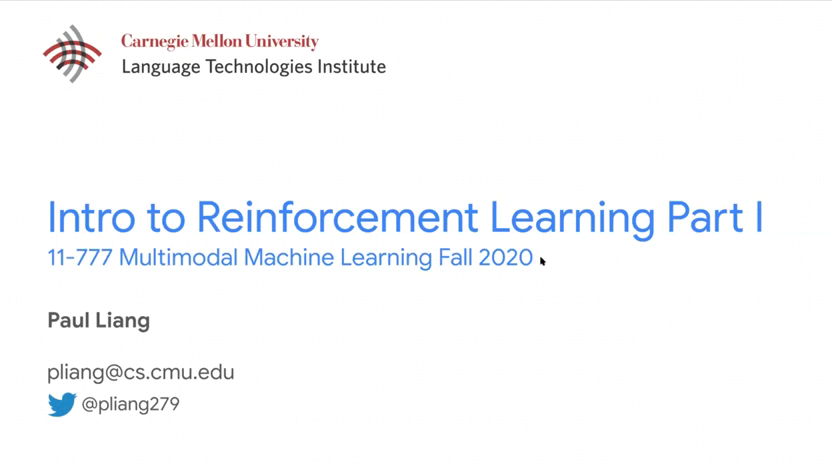 Carnegie Mellon University
Language Technologies Institute
Intro to Reinforcement Learning Part I
11-777 Multimodal Machine Learning Fall 2020
Paul Liang
pliang@cs.cmu.edu
@pliang279